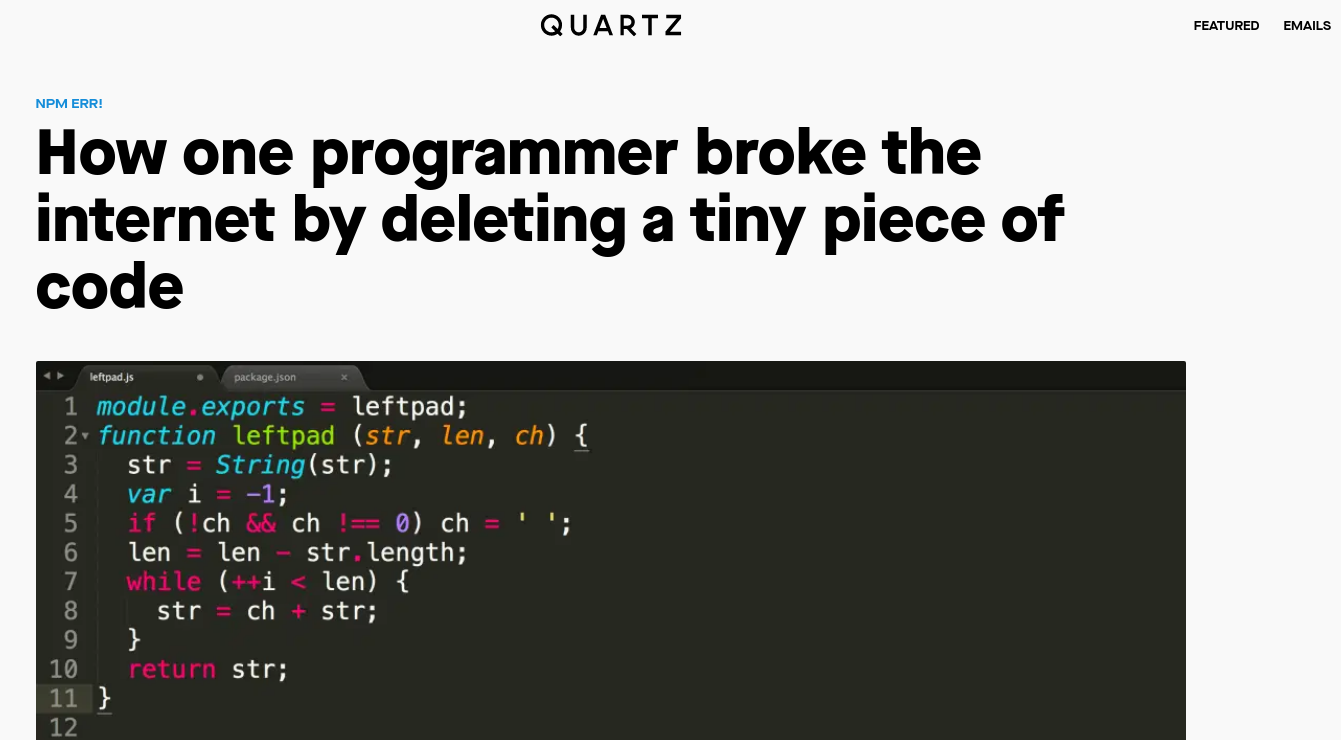 QUARTZ
FEATURED EMAILS
NPM ERR!
How one programmer broke the
internet by deleting a tiny piece of
code
leftpad.js package.json
1 module.exports = leftpad;
2 function leftpad (str, len, ch) {
3 str = String(str);
4 var i = -1;
5 if (!ch && ch !== 0) ch = ' ';
6 len = len - str.length;
7 while (++i < len) {
8 str = ch + str;
9 }
10 return str;
11 }
12